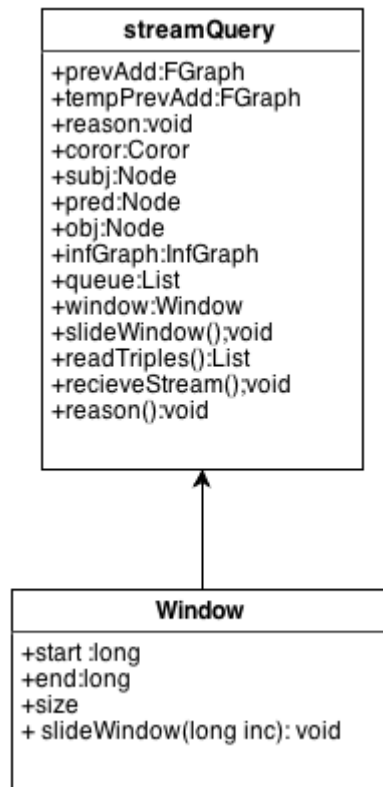 streamQuery
+prevAdd:FGraph
+tempPrevAdd:FGraph
+reason:void
+coror:Coror
+subj:Node
+pred:Node
+obj:Node
+infGraph:InfGraph
+queue:List
+window:Window
+slideWindow();void
+readTriples():List
+recieveStream();void
+reason():void
Window
+start :long
+end:long
+size
+ slideWindow(long inc): void